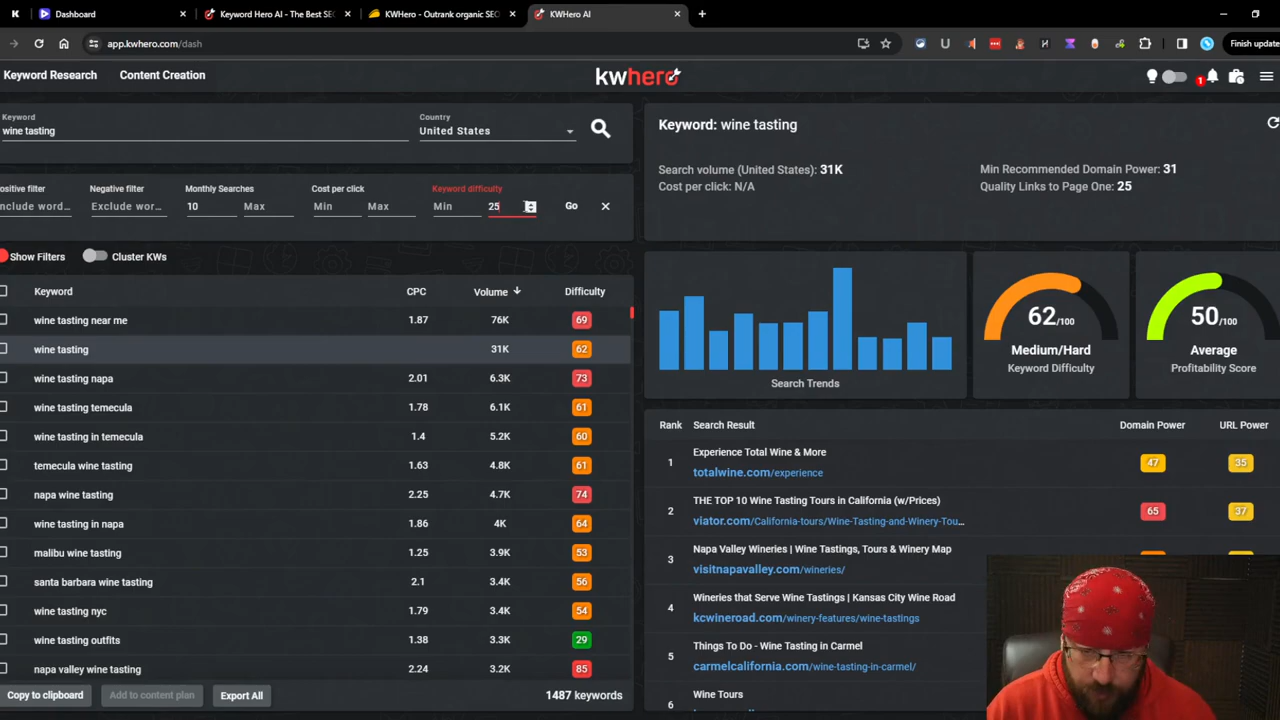 Dashboard
Keyword Hero AI - The Best SE
KWHero - Outrank organic SEO
KWHero AI
app.kwhero.com/dash
Finish update
Keyword Research
Content Creation
kwhero
1
Keyword
wine tasting
Country
United States
ositive filter
Negative filter
Monthly Searches
Cost per click
Keyword difficulty
nclude word...
Exclude wor...
10
Max
Min
Max
Min
25
Go
Show Filters
Cluster KWs
Keyword CPC Volume Difficulty
wine tasting near me 1.87 76K 69
wine tasting 31K 62
wine tasting napa 2.01 6.3K 73
wine tasting temecula 1.78 6.1K 61
wine tasting in temecula 1.4 5.2K 60
temecula wine tasting 1.63 4.8K 61
napa wine tasting 2.25 4.7K 74
wine tasting in napa 1.86 4K 64
malibu wine tasting 1.25 3.9K 53
santa barbara wine tasting 2.1 3.4K 56
wine tasting nyc 1.79 3.4K 54
wine tasting outfits 1.38 3.3K 29
napa valley wine tasting 2.24 3.2K 85
Copy to clipboard
Add to content plan
Export All
1487 keywords
Keyword: wine tasting
Search volume (United States): 31K
Cost per click: N/A
Min Recommended Domain Power: 31
Quality Links to Page One: 25
Search Trends
62/100
Medium/Hard
Keyword Difficulty
50/100
Average
Profitability Score
Rank Search Result Domain Power URL Power
1 Experience Total Wine & More
totalwine.com/experience
47 35
2 THE TOP 10 Wine Tasting Tours in California (w/Prices)
viator.com/California-tours/Wine-Tasting-and-Winery-Tou...
65 37
3 Napa Valley Wineries | Wine Tastings, Tours & Winery Map
visitnapavalley.com/wineries/
4 Wineries that Serve Wine Tastings | Kansas City Wine Road
kcwineroad.com/winery-features/wine-tastings
5 Things To Do - Wine Tasting in Carmel
carmelcalifornia.com/wine-tasting-in-carmel/
6 Wine Tours